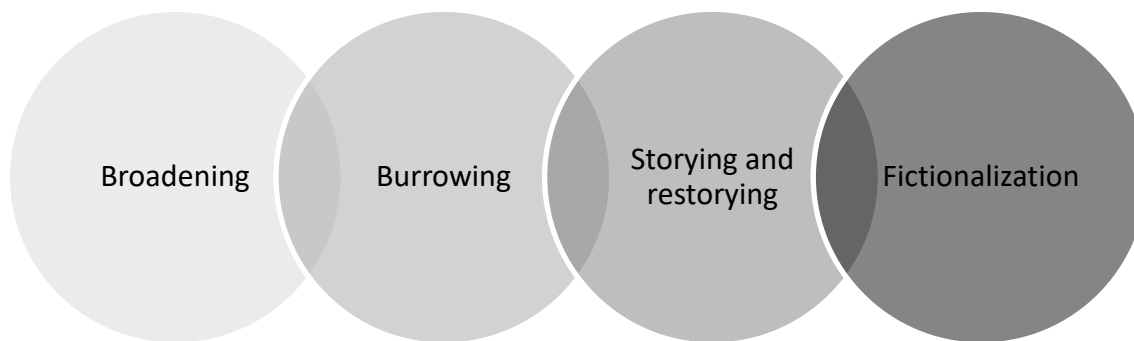 Broadening
Burrowing
Storying and
restorying
Fictionalization